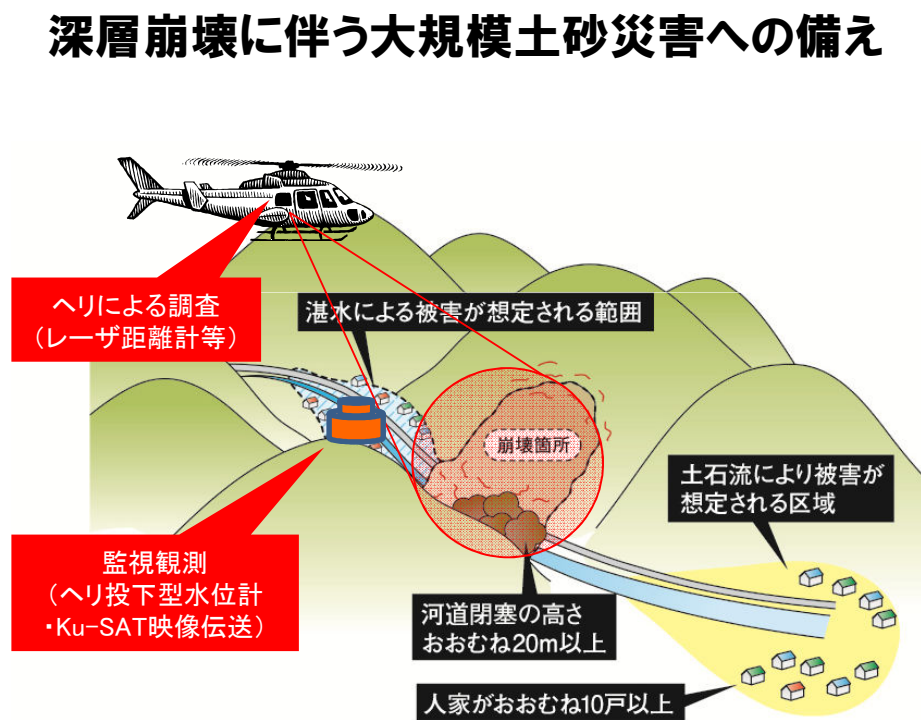 深層崩壊に伴う大規模土砂災害への備え
ヘリによる調査
（レーザ距離計等）
湛水による被害が想定される範囲
崩壊箇所
土石流により被害が
想定される区域
監視観測
（ヘリ投下型水位計
・Ku-SAT映像伝送）
河道閉塞の高さ
おおむね20m以上
人家がおおむね10戸以上